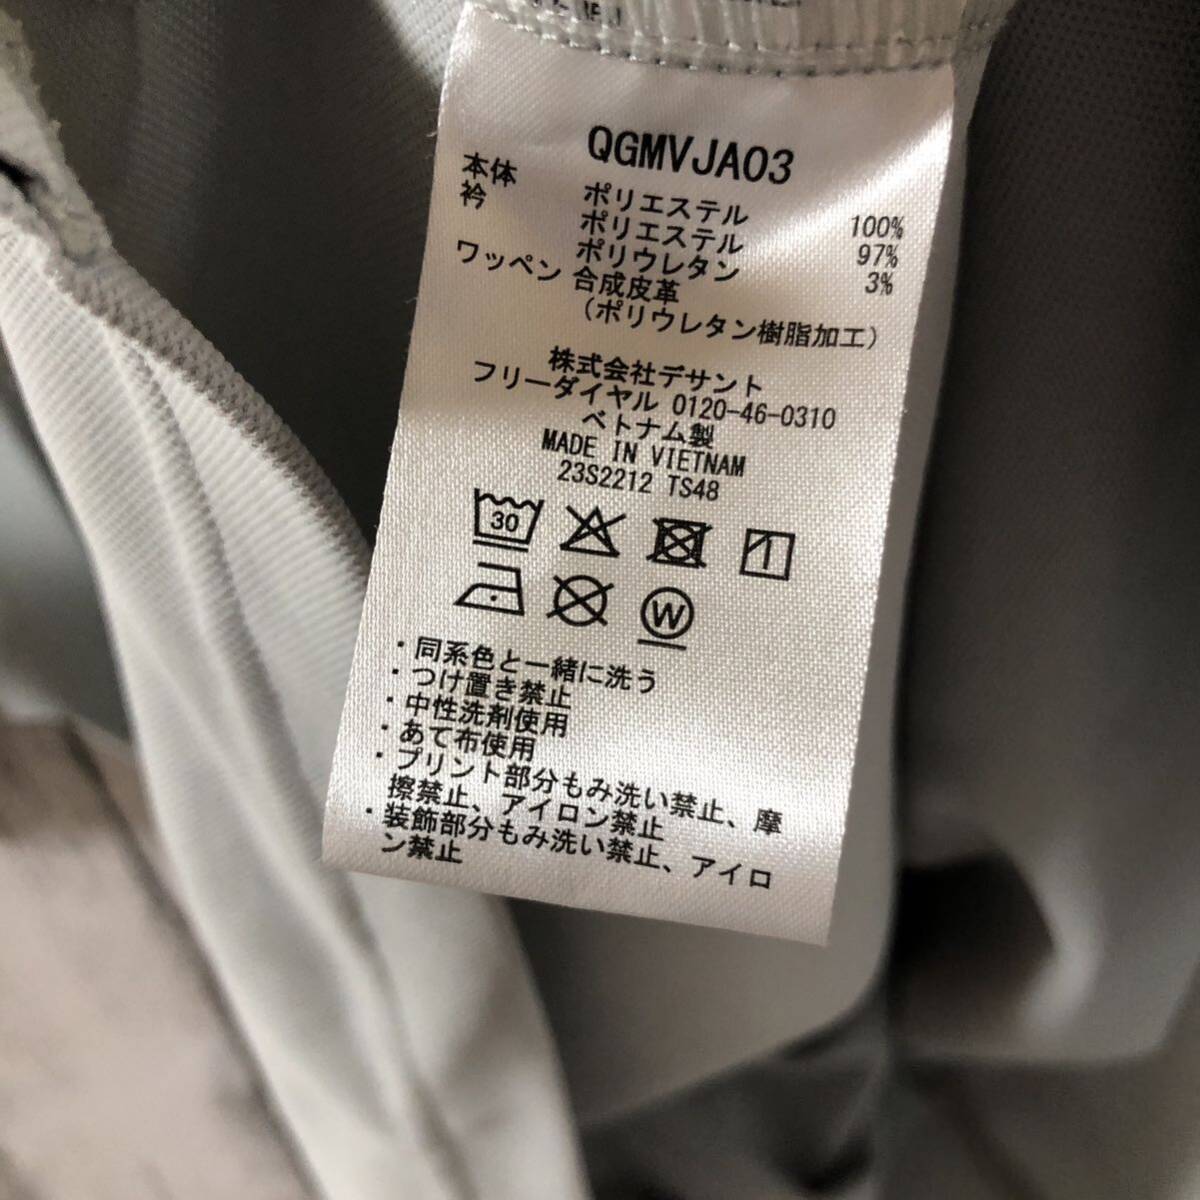 QGMVJA03
本体 ポリエステル 100%
衿 ポリエステル 97%
ポリウレタン 3%
ワッペン 合成皮革
（ポリウレタン樹脂加工）
株式会社デサント
フリーダイヤル 0120-46-0310
ベトナム製
MADE IN VIETNAM
23S2212 TS48
30
W
・同系色と一緒に洗う
・つけ置き禁止
・中性洗剤使用
・あて布使用
・プリント部分もみ洗い禁止、摩
擦禁止、アイロン禁止
・装飾部分もみ洗い禁止、アイロ
ン禁止